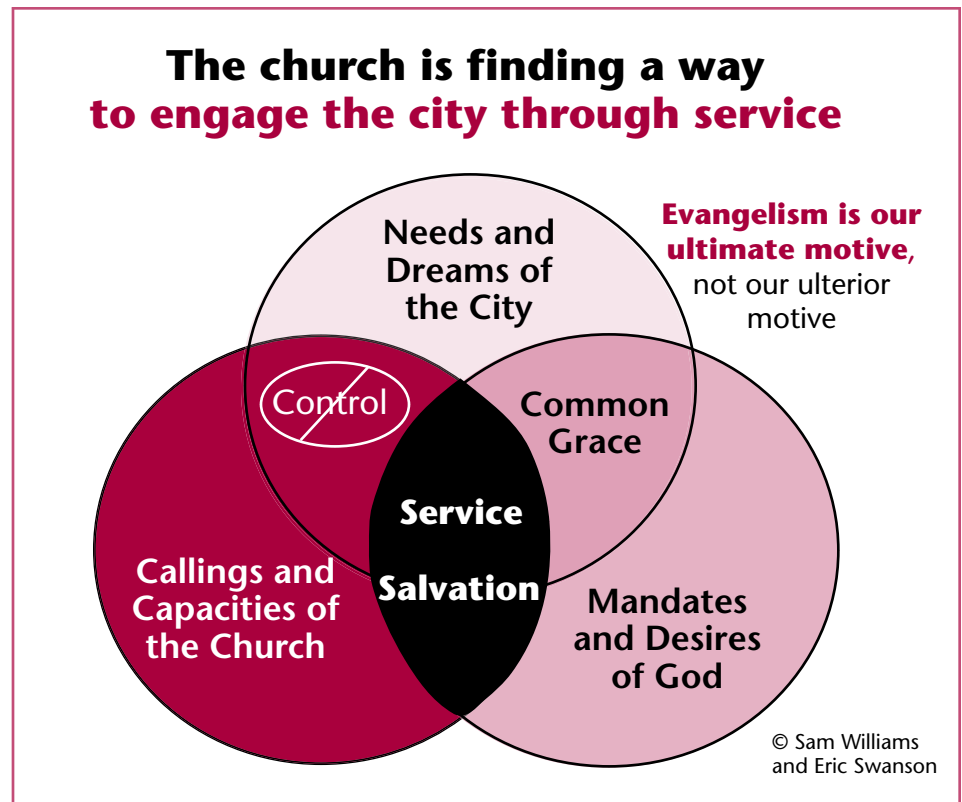 The church is finding a way
to engage the city through service
Needs and
Dreams of
the City
Evangelism is our
ultimate motive,
not our ulterior
motive
Control
Common
Grace
Service
Salvation
Callings and
Capacities of
the Church
Mandates
and Desires
of God
© Sam Williams
and Eric Swanson